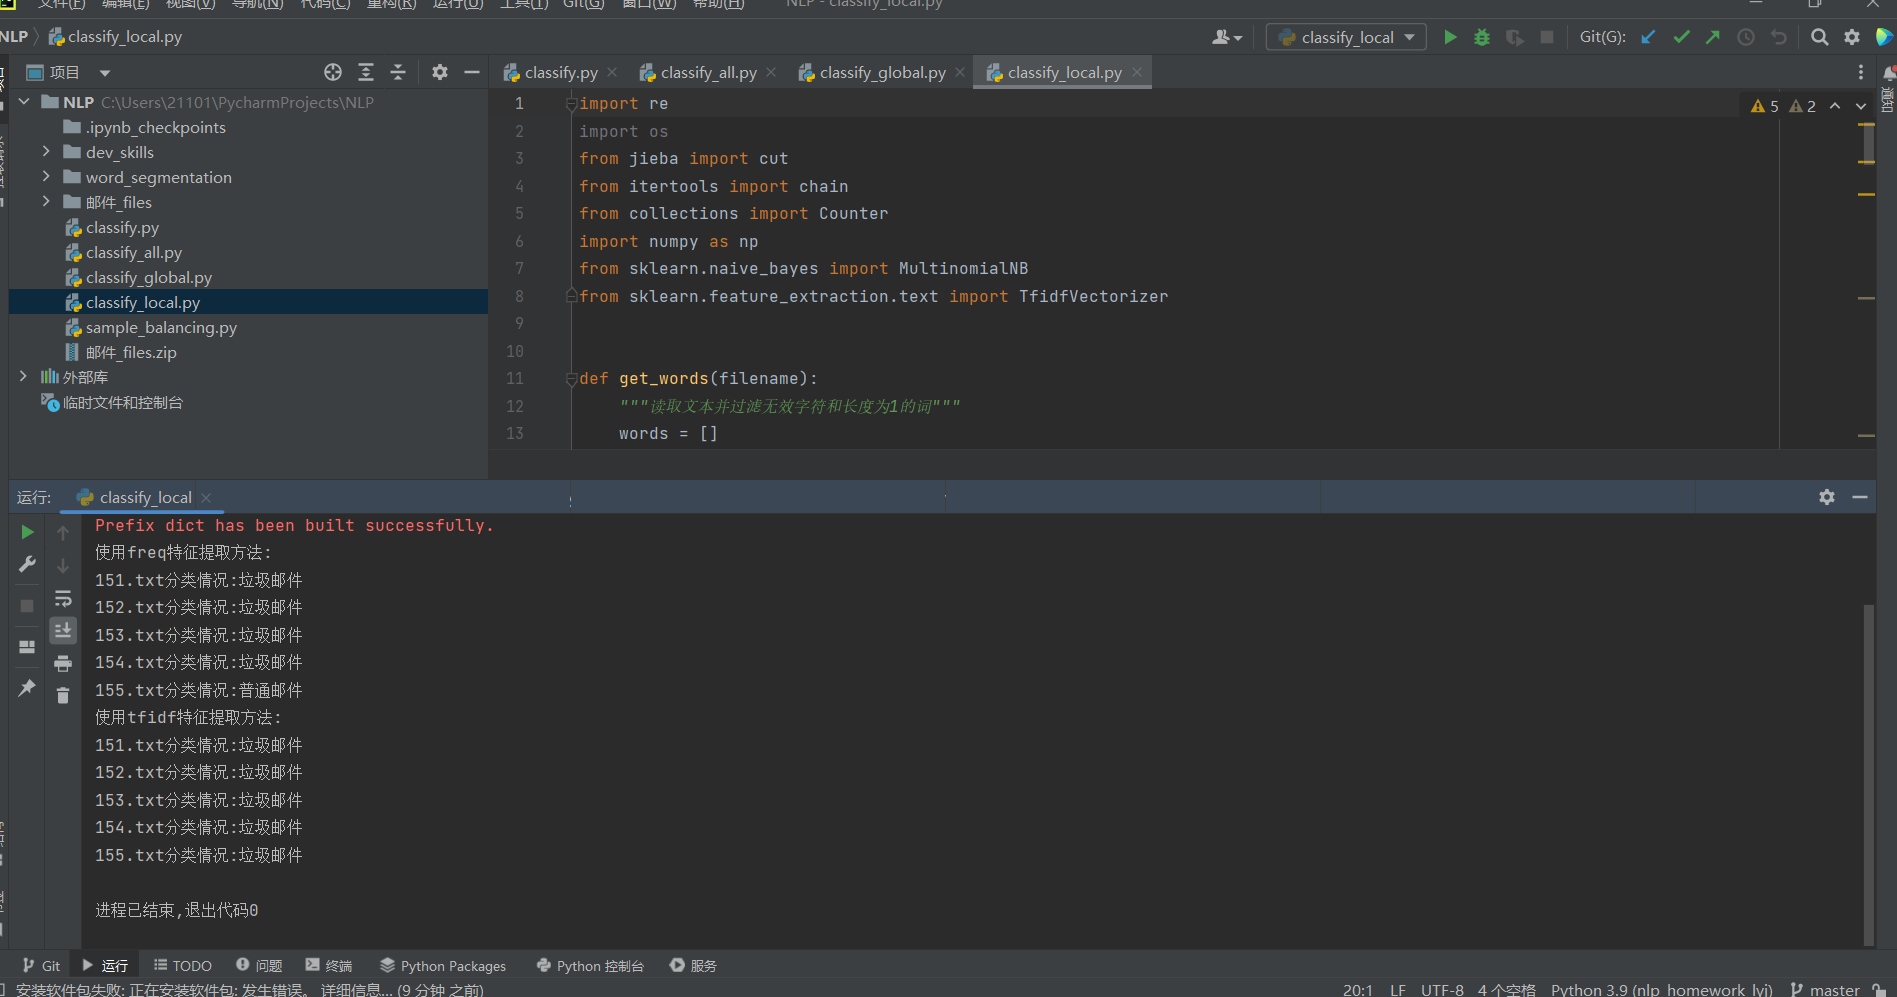 文件(F) 编辑(E) 视图(V) 导航(N) 代码(C) 重构(R) 运行(U) 工具(T) Git(G) 窗口(W) 帮助(H) NLP - classify_local.py
NLP classify_local.py
classify_local
Git(G):
项目
classify.py classify_all.py classify_global.py classify_local.py
NLP C:\Users\21101\PycharmProjects\NLP
.ipynb_checkpoints
dev_skills
word_segmentation
邮件_files
classify.py
classify_all.py
classify_global.py
classify_local.py
sample_balancing.py
邮件_files.zip
外部库
临时文件和控制台
5 2
通知
1 import re
2 import os
3 from jieba import cut
4 from itertools import chain
5 from collections import Counter
6 import numpy as np
7 from sklearn.naive_bayes import MultinomialNB
8 from sklearn.feature_extraction.text import TfidfVectorizer
9
10
11 def get_words(filename):
12 """读取文本并过滤无效字符和长度为1的词"""
13 words = []
运行: classify_local
Prefix dict has been built successfully.
使用freq特征提取方法:
151.txt分类情况:垃圾邮件
152.txt分类情况:垃圾邮件
153.txt分类情况:垃圾邮件
154.txt分类情况:垃圾邮件
155.txt分类情况:普通邮件
使用tfidf特征提取方法:
151.txt分类情况:垃圾邮件
152.txt分类情况:垃圾邮件
153.txt分类情况:垃圾邮件
154.txt分类情况:垃圾邮件
155.txt分类情况:垃圾邮件
进程已结束,退出代码0
Git 运行 TODO 问题 终端 Python Packages Python 控制台 服务
安装软件包失败: 正在安装软件包: 发生错误。 详细信息... (9 分钟 之前)
20:1 LF UTF-8 4 个空格 Python 3.9 (nlp_homework_lyj) master